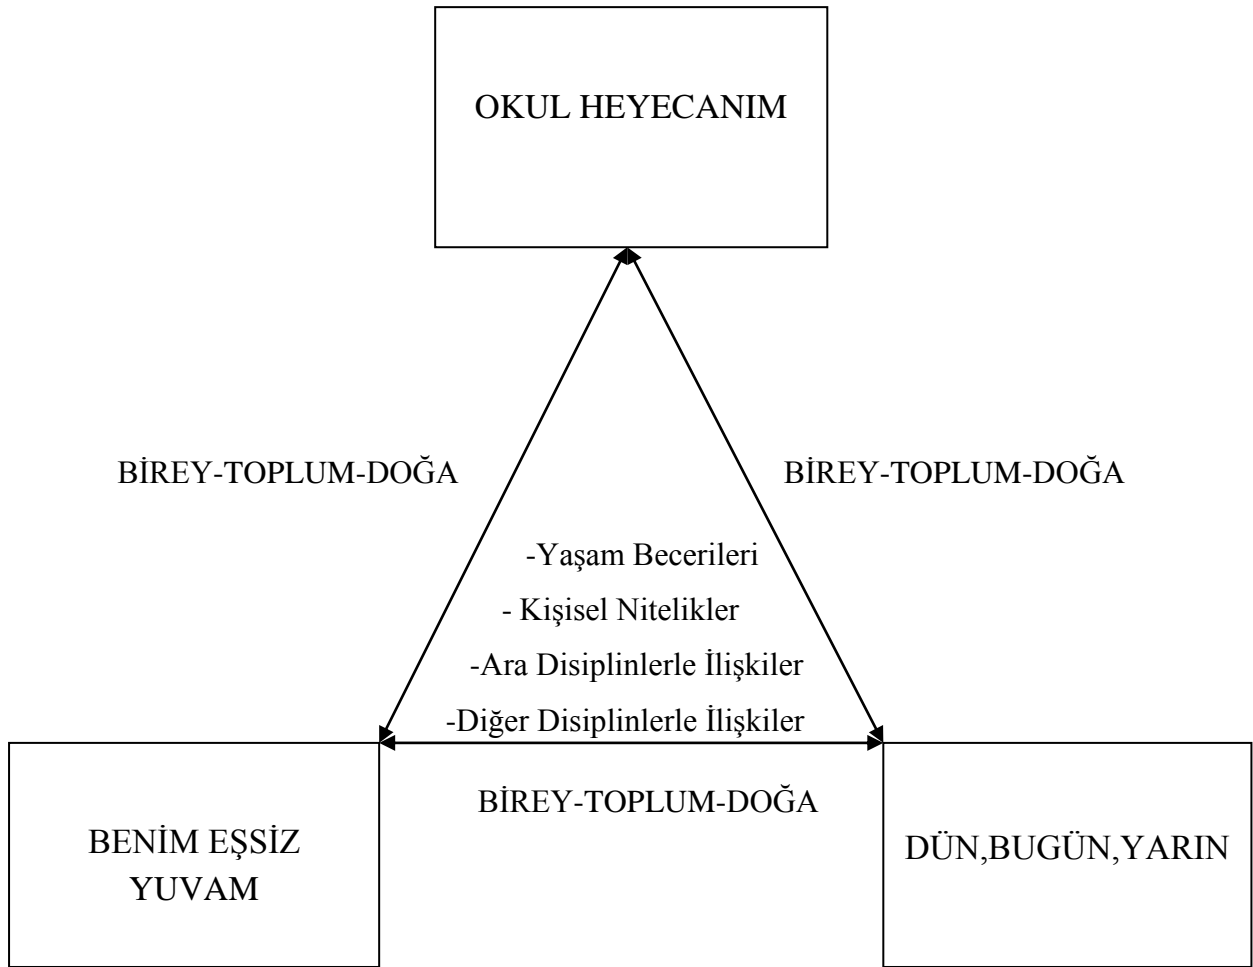 OKUL HEYECANIM
BİREY-TOPLUM-DOĞA
BİREY-TOPLUM-DOĞA
-Yaşam Becerileri
- Kişisel Nitelikler
-Ara Disiplinlerle İlişkiler
-Diğer Disiplinlerle İlişkiler
BİREY-TOPLUM-DOĞA
BENİM EŞSİZ
YUVAM
DÜN,BUGÜN,YARIN